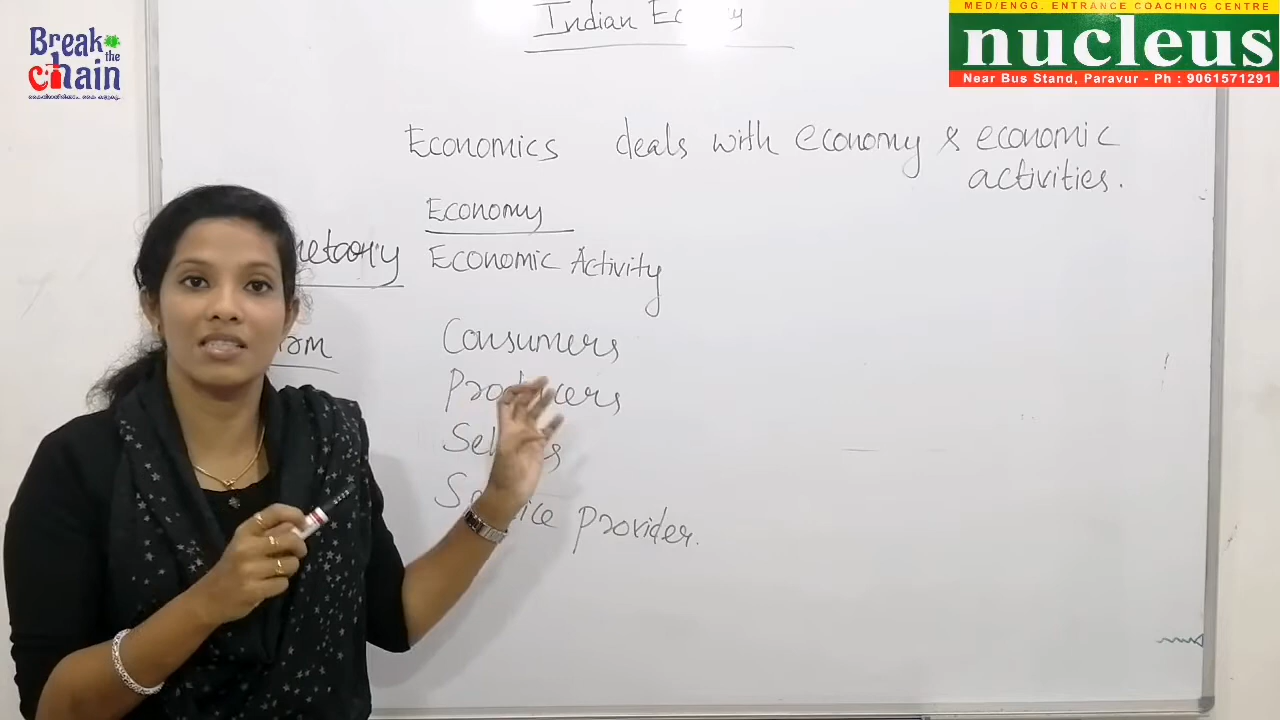 Break
the
chain
MED/ENGG. ENTRANCE COACHING CENTRE
nucleus
Near Bus Stand, Paravur - Ph : 9061571291
Indian
Economics deals with economy & economic
activities.
Economy
Economic Activity
Consumers
Producers
Service Provider.